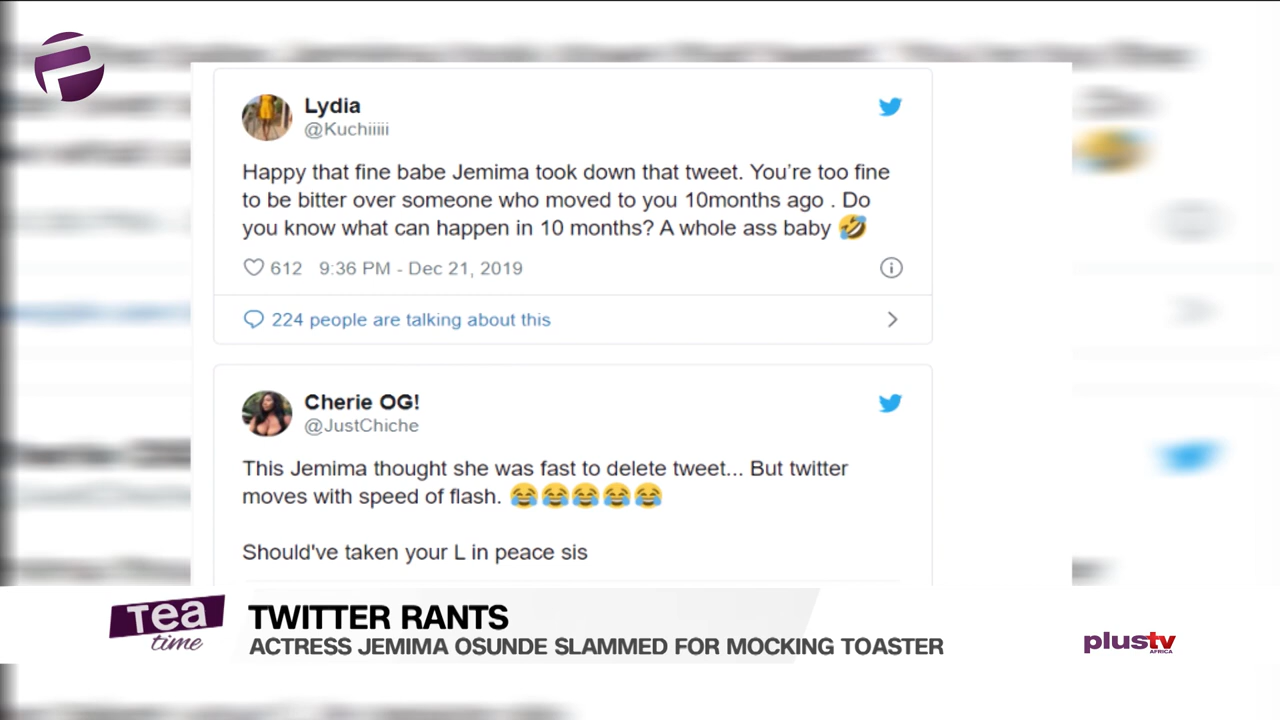 Lydia
@Kuchiiiii
Happy that fine babe Jemima took down that tweet. You're too fine
to be bitter over someone who moved to you 10months ago . Do
you know what can happen in 10 months? A whole ass baby 🤣
612 9:36 PM - Dec 21, 2019
224 people are talking about this
Cherie OG!
@JustChiche
This Jemima thought she was fast to delete tweet... But twitter
moves with speed of flash. 😂😂😂😂😂
Should've taken your L in peace sis
Tea
time
TWITTER RANTS
ACTRESS JEMIMA OSUNDE SLAMMED FOR MOCKING TOASTER
plustv
AFRICA